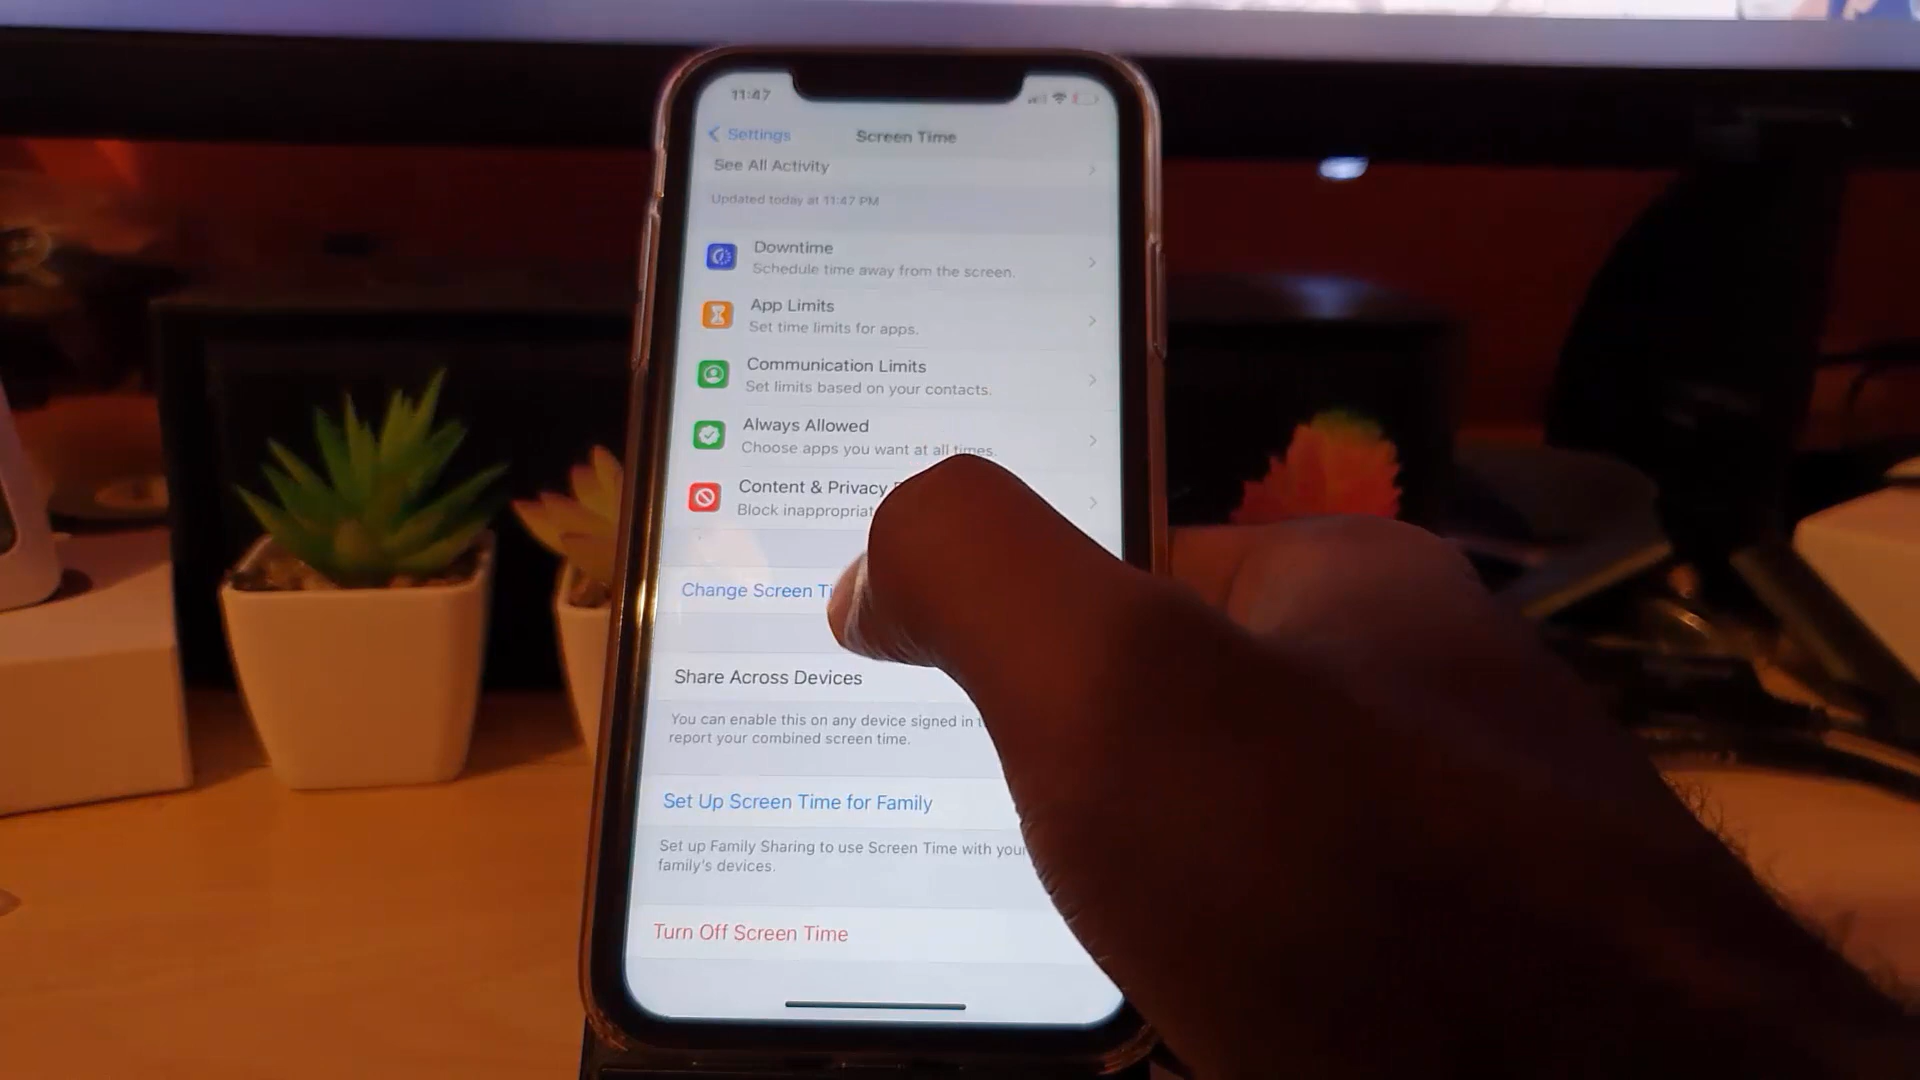 11:47
Settings
Screen Time
See All Activity
Updated today at 11:47 PM
Downtime
Schedule time away from the screen.
App Limits
Set time limits for apps.
Communication Limits
Set limits based on your contacts.
Always Allowed
Choose apps you want at all times.
Content & Privacy
Block inappropriat
Change Screen Ti
Share Across Devices
You can enable this on any device signed in
report your combined screen time.
Set Up Screen Time for Family
Set up Family Sharing to use Screen Time with your
family's devices.
Turn Off Screen Time